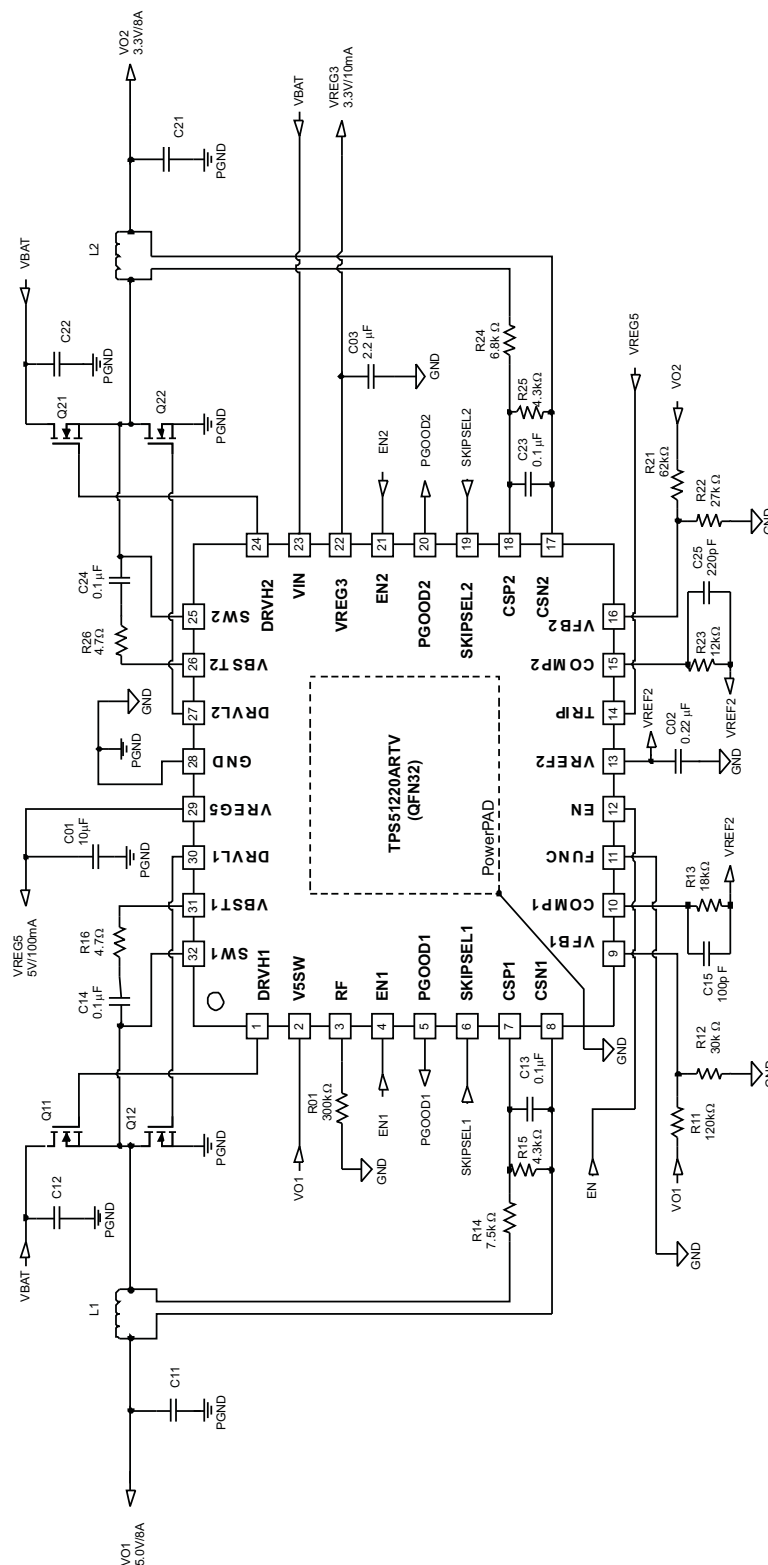 VO1
5.0V/8A
C11
PGND
L1
VBAT
C12
PGND
Q11
Q12
PGND
C14
0.1µF
R16
4.7Ω
VREG5
5V/100mA
C01
10µF
PGND
PGND
GND
R26
4.7Ω
C24
0.1µF
Q21
Q22
PGND
C22
PGND
VBAT
L2
C21
PGND
VO2
3.3V/8A
32
31
30
29
28
27
26
25
SW1
VBST1
DRVL1
VREG5
GND
DRVL2
VBST2
SW2
1
DRVH1
2
V5SW
3
RF
4
EN1
5
PGOOD1
6
SKIPSEL1
7
CSP1
8
CSN1
VO1
R01
300kΩ
GND
EN1
PGOOD1
SKIPSEL1
R14
7.5kΩ
R15
4.3kΩ
C13
0.1µF
TPS51220ARTV
(QFN32)
PowerPAD
GND
24
DRVH2
23
VIN
22
VREG3
21
EN2
20
PGOOD2
19
SKIPSEL2
18
CSP2
17
CSN2
VBAT
VREG3
3.3V/10mA
C03
2.2 µF
GND
EN2
PGOOD2
SKIPSEL2
R24
6.8kΩ
R25
4.3kΩ
C23
0.1µF
VFB1
COMP1
FUNC
EN
VREF2
TRIP
COMP2
VFB2
9
10
11
12
13
14
15
16
EN
VO1
R11
120kΩ
R12
30kΩ
GND
GND
C15
100pF
R13
18kΩ
VREF2
VREF2
C02
0.22 µF
GND
R23
12kΩ
C25
220pF
VREF2
R21
62kΩ
R22
27kΩ
GND
VO2
VREG5